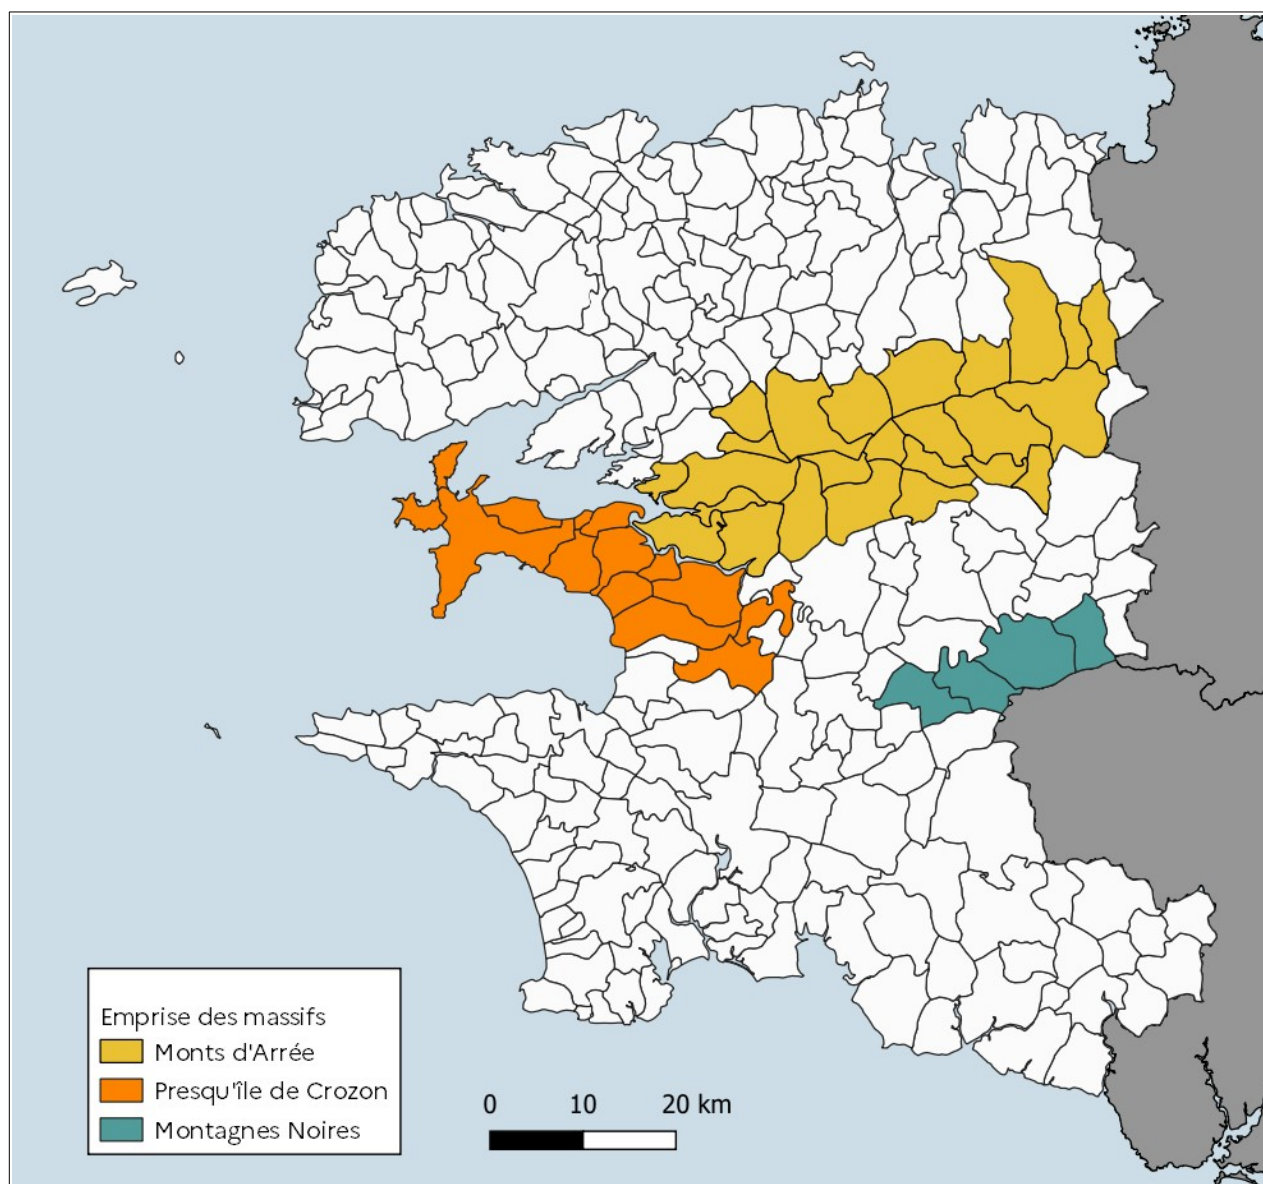 Emprise des massifs
Monts d'Arrée
Presqu'île de Crozon
Montagnes Noires
0 10 20 km